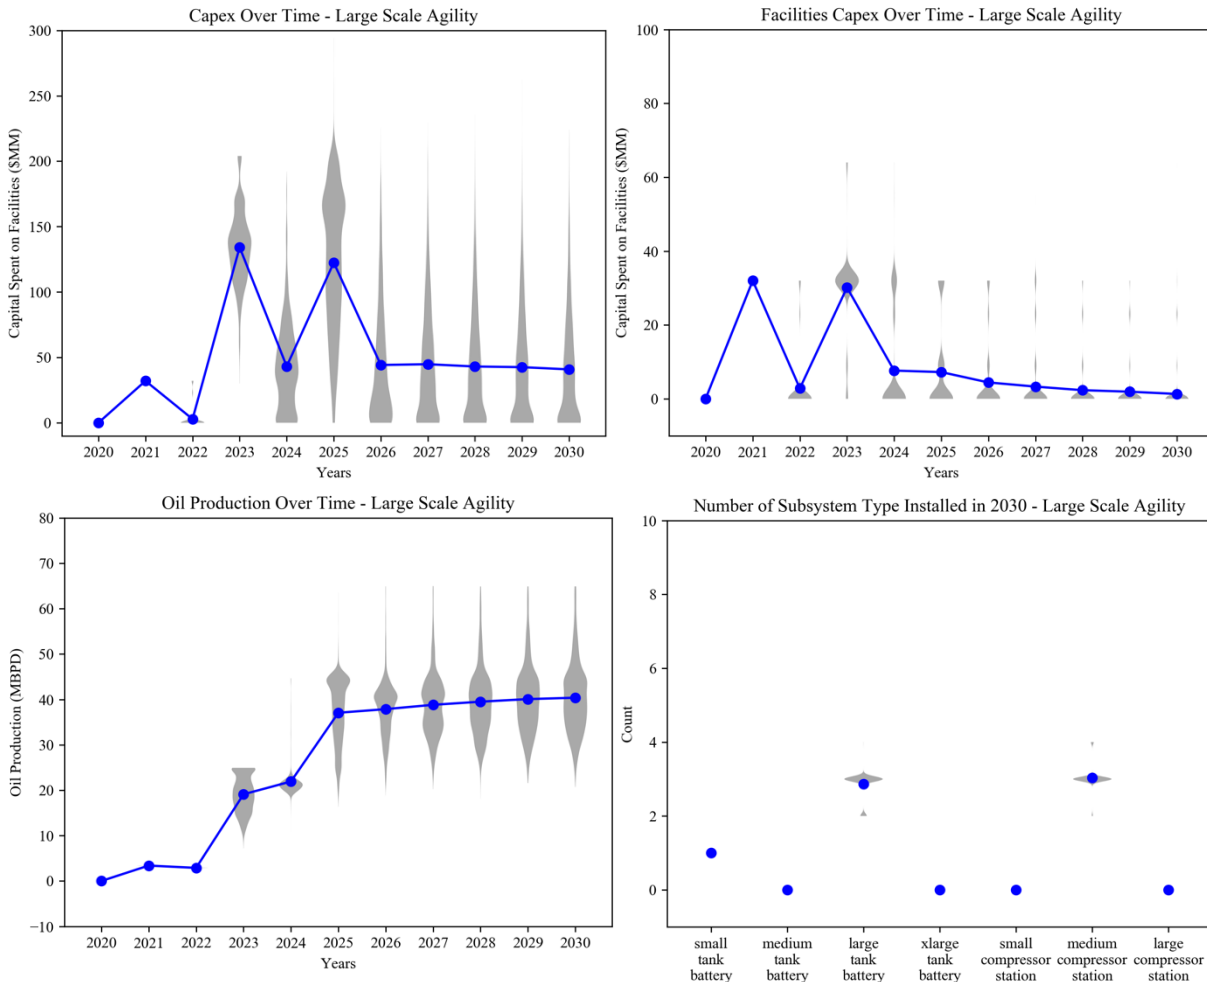 Capex Over Time - Large Scale Agility
300
250
200
150
100
50
0
Capital Spent on Facilities ($MM)
2020 2021 2022 2023 2024 2025 2026 2027 2028 2029 2030
Years
Facilities Capex Over Time - Large Scale Agility
100
80
60
40
20
0
Capital Spent on Facilities ($MM)
2020 2021 2022 2023 2024 2025 2026 2027 2028 2029 2030
Years
Oil Production Over Time - Large Scale Agility
80
70
60
50
40
30
20
10
0
−10
Oil Production (MBPD)
2020 2021 2022 2023 2024 2025 2026 2027 2028 2029 2030
Years
Number of Subsystem Type Installed in 2030 - Large Scale Agility
10
8
6
4
2
0
Count
small medium large xlarge small medium large
tank tank tank tank compressor compressor compressor
battery battery battery battery station station station